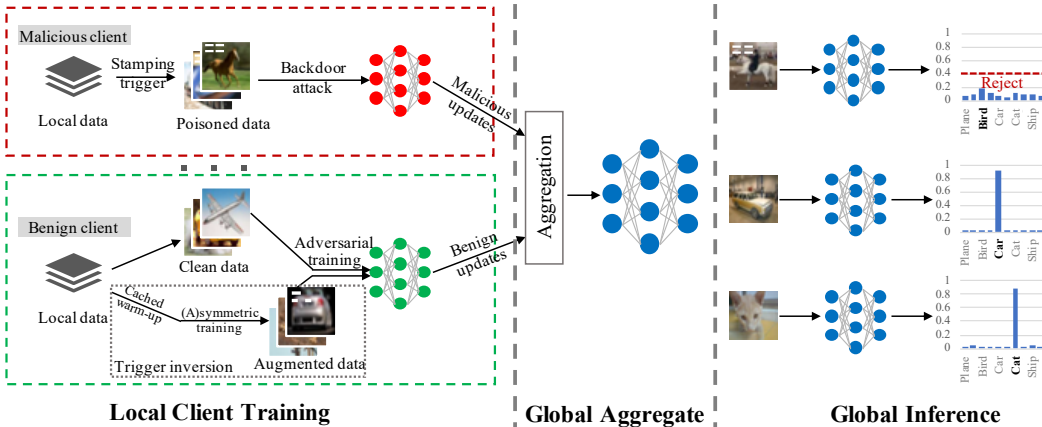 Malicious client
Stamping
trigger
Local data
Poisoned data
Backdoor
attack
Malicious
updates
Benign client
Clean data
Adversarial
training
Local data
Cached
warm-up
(A)symmetric
training
Augmented data
Trigger inversion
Benign
updates
Aggregation
1
0.8
0.6
0.4
0.2
0
Reject
Plane
Bird
Car
Cat
Ship
1
0.8
0.6
0.4
0.2
0
Plane
Bird
Car
Cat
Ship
1
0.8
0.6
0.4
0.2
0
Plane
Bird
Car
Cat
Ship
Local Client Training
Global Aggregate
Global Inference